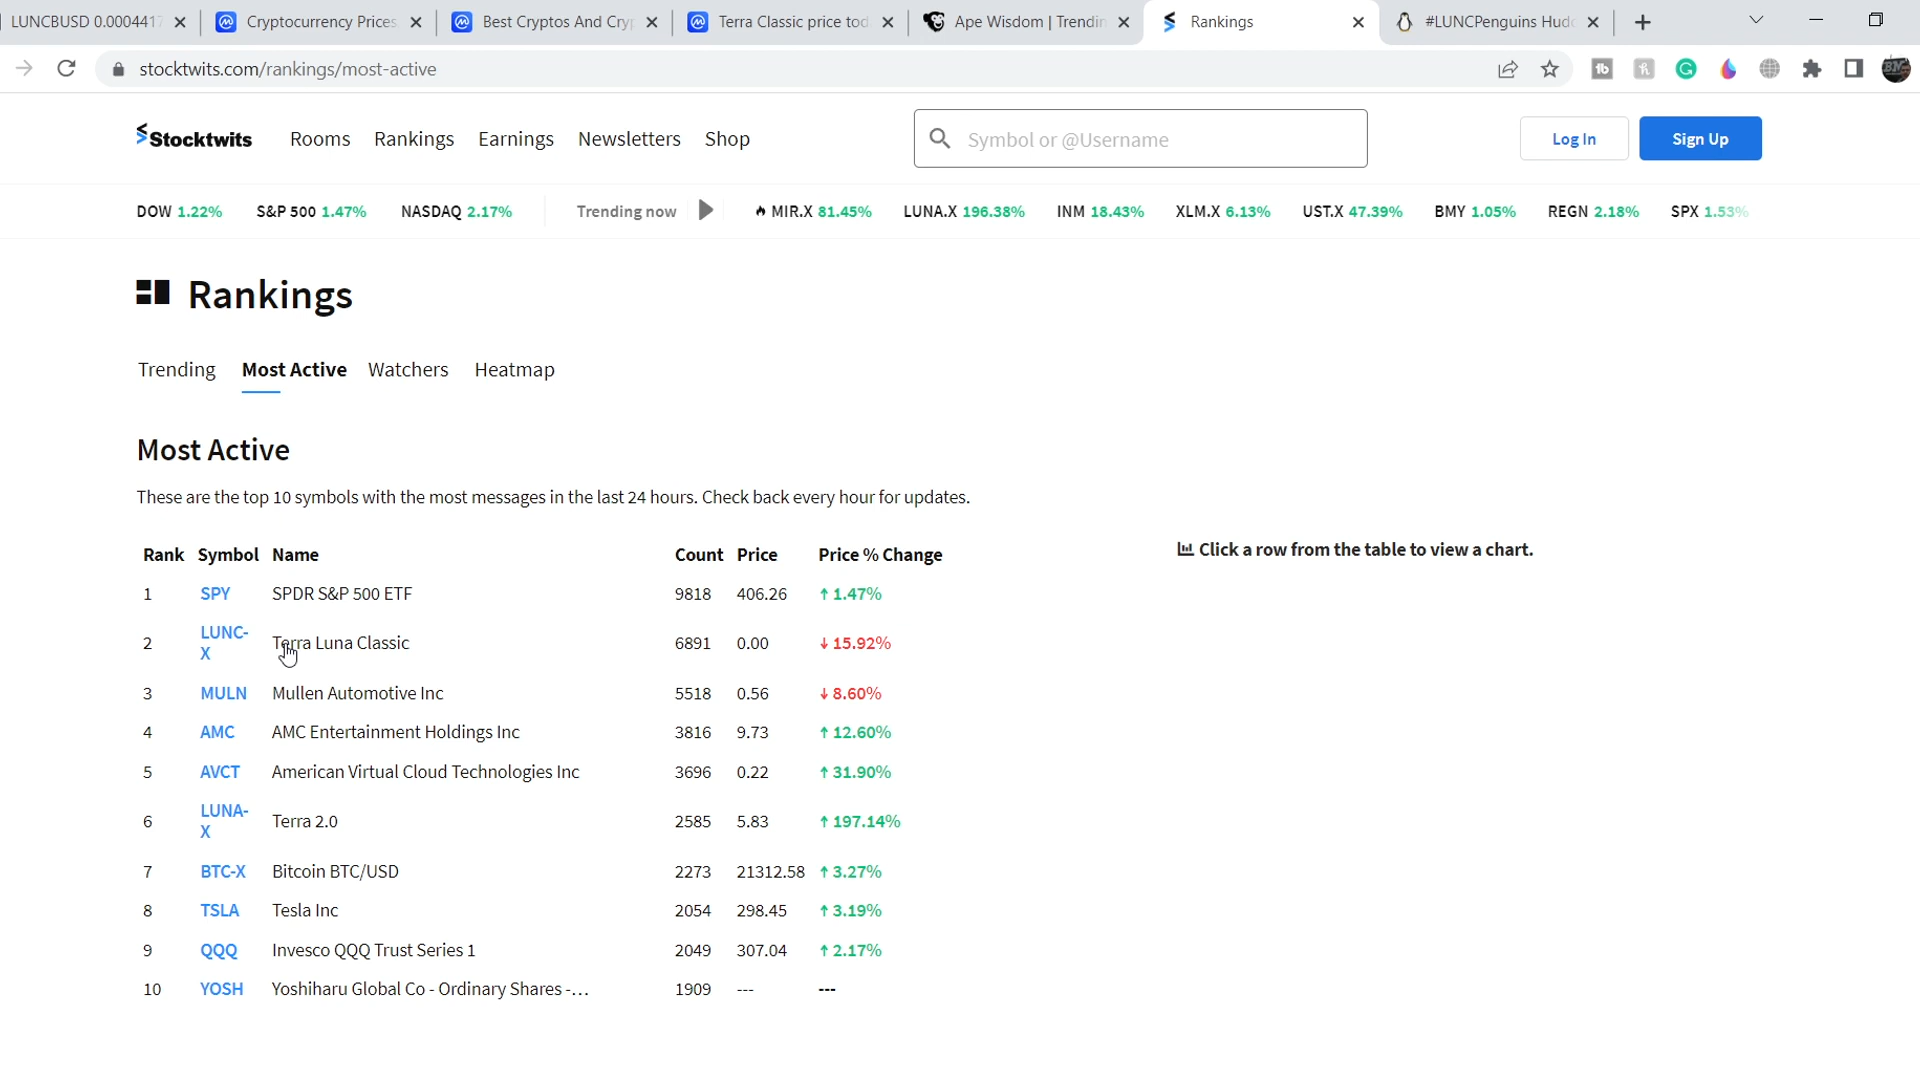 LUNCBUSD 0.0004417
Cryptocurrency Prices
Best Cryptos And Cryp
Terra Classic price tod
Ape Wisdom | Trendin
Rankings
#LUNCPenguins Hudd
stocktwits.com/rankings/most-active
Stocktwits
Rooms Rankings Earnings Newsletters Shop
Symbol or @Username
Log In
Sign Up
DOW 1.22% S&P 500 1.47% NASDAQ 2.17% Trending now MIR.X 81.45% LUNA.X 196.38% INM 18.43% XLM.X 6.13% UST.X 47.39% BMY 1.05% REGN 2.18% SPX 1.53%
Rankings
Trending Most Active Watchers Heatmap
Most Active
These are the top 10 symbols with the most messages in the last 24 hours. Check back every hour for updates.
Click a row from the table to view a chart.
Rank Symbol Name Count Price Price % Change
1 SPY SPDR S&P 500 ETF 9818 406.26 ↑ 1.47%
2 LUNC-X Terra Luna Classic 6891 0.00 ↓ 15.92%
3 MULN Mullen Automotive Inc 5518 0.56 ↓ 8.60%
4 AMC AMC Entertainment Holdings Inc 3816 9.73 ↑ 12.60%
5 AVCT American Virtual Cloud Technologies Inc 3696 0.22 ↑ 31.90%
6 LUNA-X Terra 2.0 2585 5.83 ↑ 197.14%
7 BTC-X Bitcoin BTC/USD 2273 21312.58 ↑ 3.27%
8 TSLA Tesla Inc 2054 298.45 ↑ 3.19%
9 QQQ Invesco QQQ Trust Series 1 2049 307.04 ↑ 2.17%
10 YOSH Yoshiharu Global Co - Ordinary Shares -... 1909 --- ---